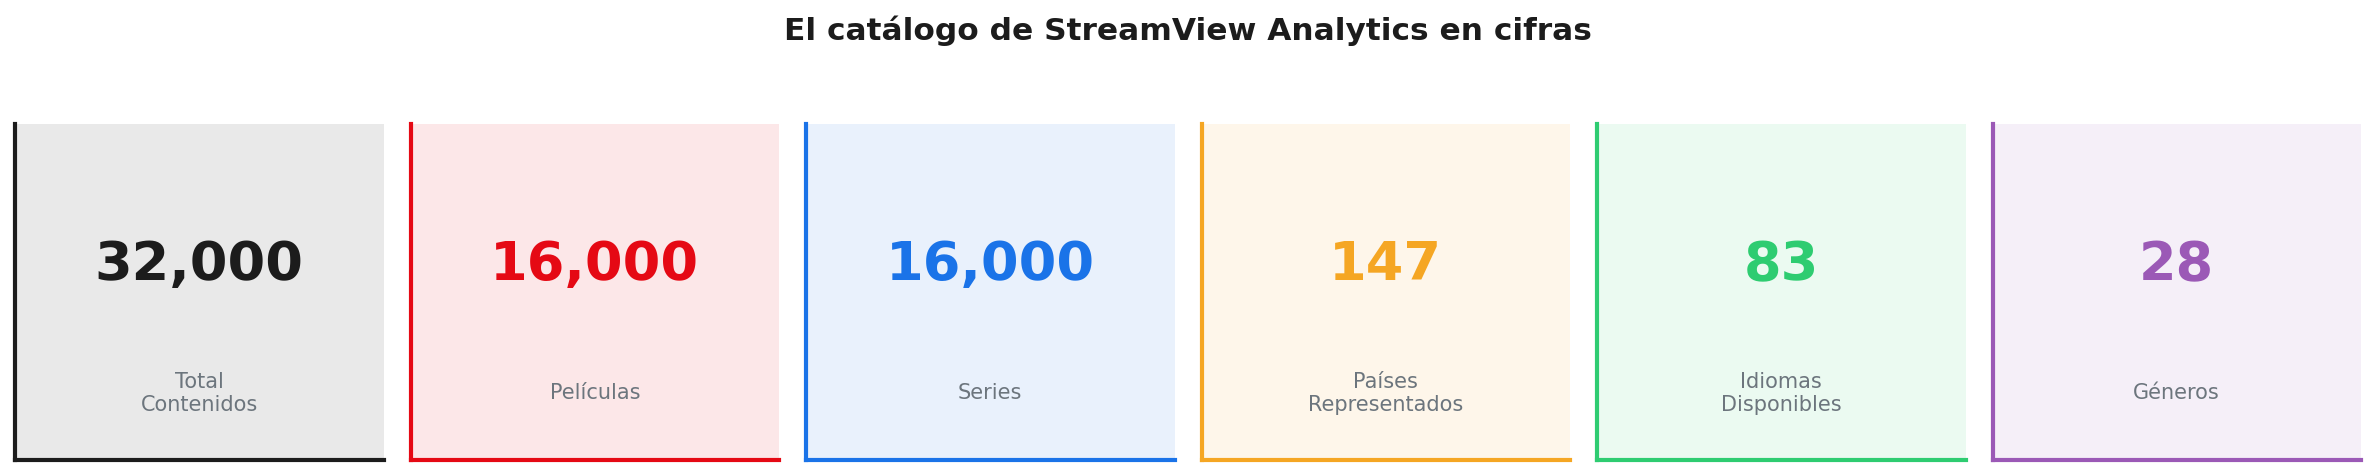 El catálogo de StreamView Analytics en cifras
32,000
Total
Contenidos
16,000
Películas
16,000
Series
147
Países
Representados
83
Idiomas
Disponibles
28
Géneros